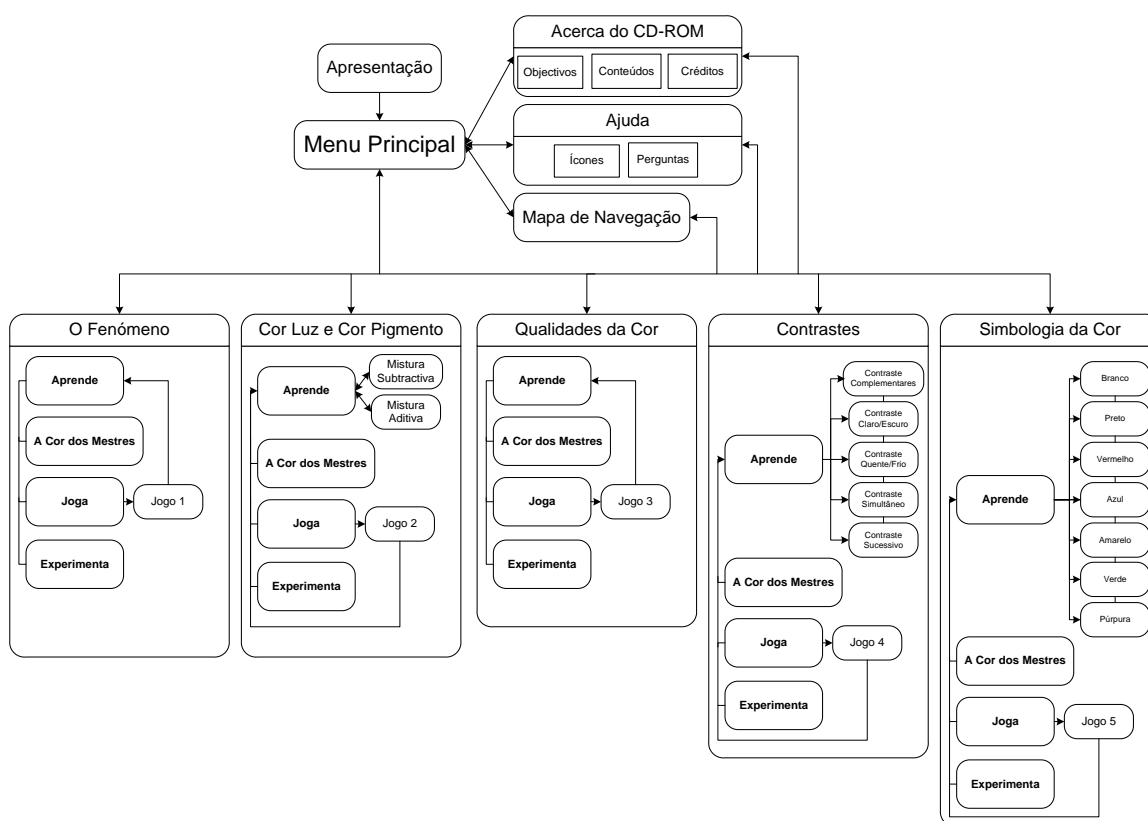 Acerca do CD-ROM
Objectivos
Conteúdos
Créditos
Apresentação
Menu Principal
Ajuda
Ícones
Perguntas
Mapa de Navegação
O Fenómeno
Aprende
A Cor dos Mestres
Joga
Jogo 1
Experimenta
Cor Luz e Cor Pigmento
Aprende
Mistura
Subtractiva
Mistura
Aditiva
A Cor dos Mestres
Joga
Jogo 2
Experimenta
Qualidades da Cor
Aprende
A Cor dos Mestres
Joga
Jogo 3
Experimenta
Contrastes
Aprende
Contraste
Complementares
Contraste
Claro/Escuro
Contraste
Quente/Frio
Contraste
Simultâneo
Contraste
Sucessivo
A Cor dos Mestres
Joga
Jogo 4
Experimenta
Simbologia da Cor
Aprende
Branco
Preto
Vermelho
Azul
Amarelo
Verde
Púrpura
A Cor dos Mestres
Joga
Jogo 5
Experimenta